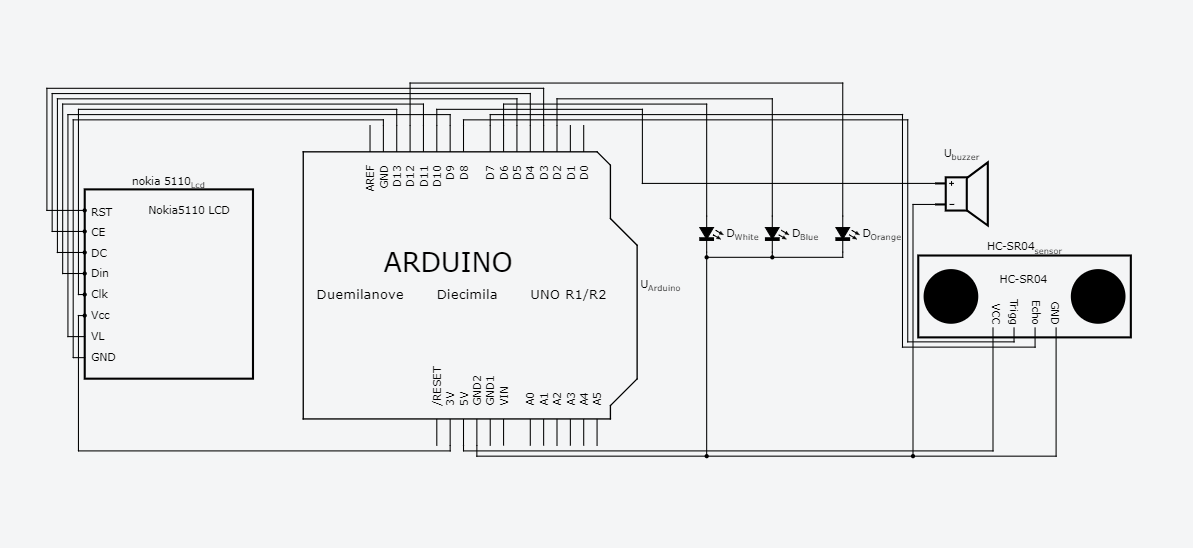 nokia 5110Lcd
Nokia5110 LCD
RST
CE
DC
Din
Clk
Vcc
VL
GND
AREF
GND
D13
D12
D11
D10
D9
D8
D7
D6
D5
D4
D3
D2
D1
D0
ARDUINO
Duemilanove Diecimila UNO R1/R2
UArduino
/RESET
3V
5V
GND2
GND1
VIN
A0
A1
A2
A3
A4
A5
DWhite
DBlue
DOrange
Ubuzzer
+
−
HC-SR04sensor
HC-SR04
VCC
Trigg
Echo
GND